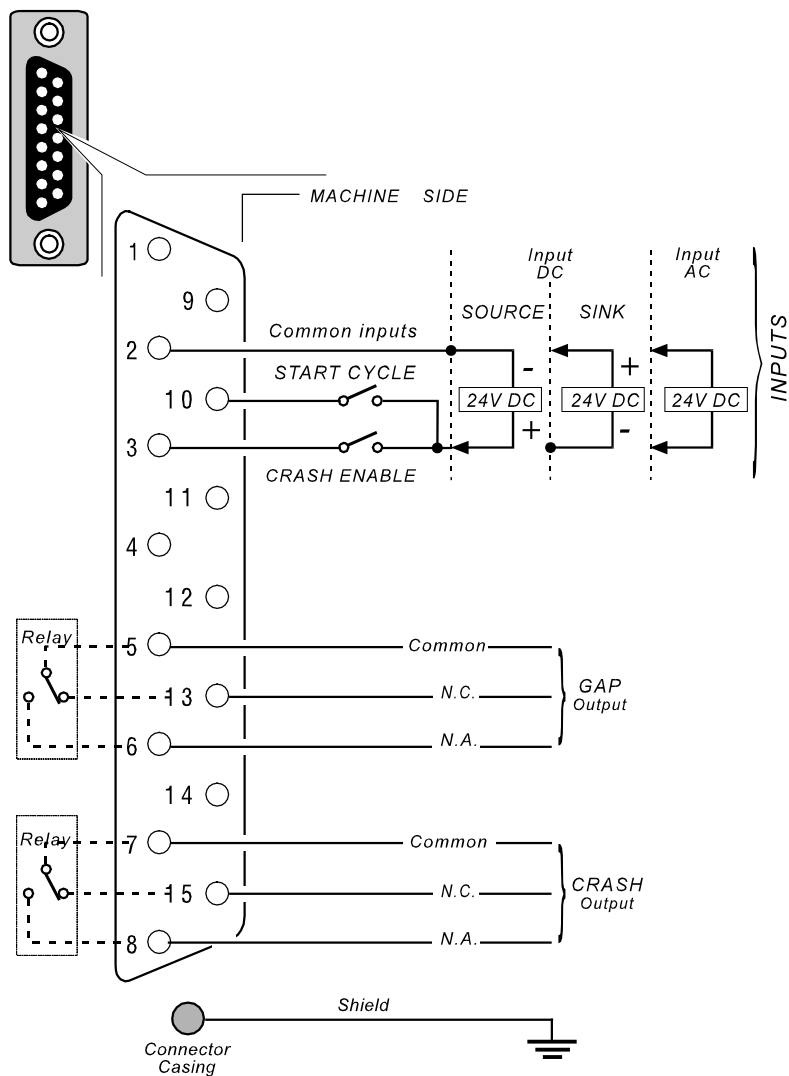 MACHINE SIDE
1
9
Input DC
Input AC
SOURCE
SINK
INPUTS
2
Common inputs
-
+
START CYCLE
10
24V DC
24V DC
24V DC
+
-
3
CRASH ENABLE
11
4
12
Relay
5
Common
13
N.C.
GAP
Output
6
N.A.
14
Relay
7
Common
15
N.C.
CRASH
Output
8
N.A.
Shield
Connector
Casing